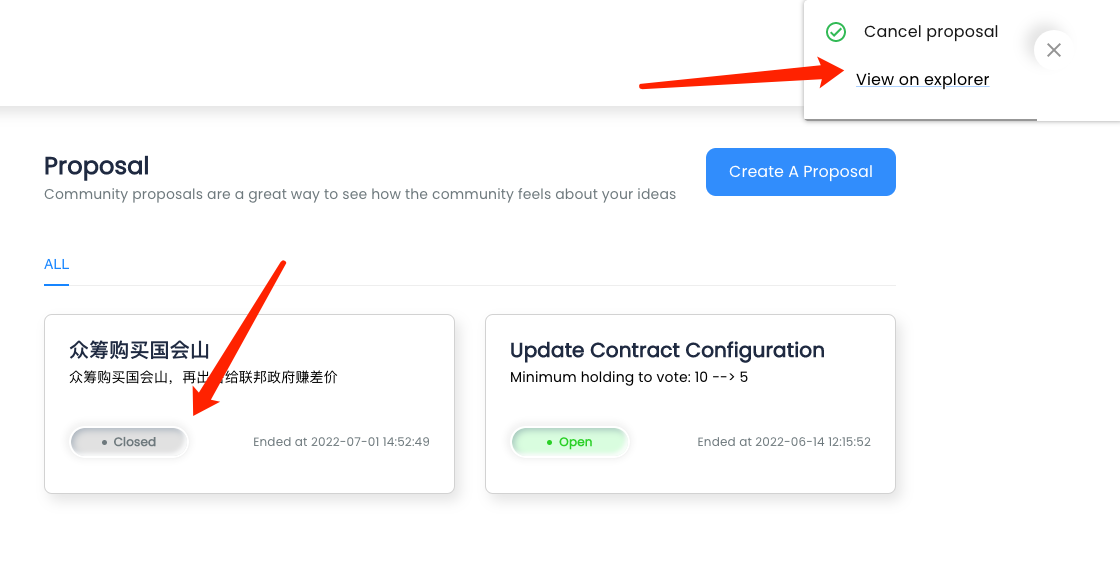 Cancel proposal
View on explorer
Proposal
Community proposals are a great way to see how the community feels about your ideas
Create A Proposal
ALL
众筹购买国会山
众筹购买国会山，再出 给联邦政府赚差价
Closed
Ended at 2022-07-01 14:52:49
Update Contract Configuration
Minimum holding to vote: 10 --> 5
Open
Ended at 2022-06-14 12:15:52